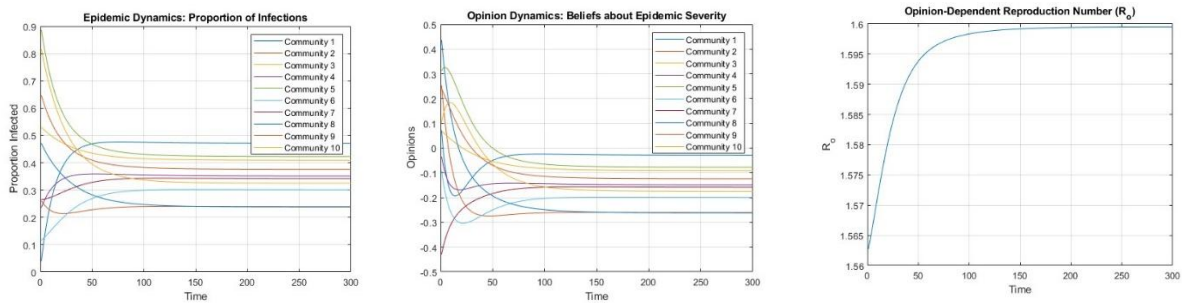 Epidemic Dynamics: Proportion of Infections
Proportion Infected
0.9
0.8
0.7
0.6
0.5
0.4
0.3
0.2
0.1
0
0
50
100
150
200
250
300
Time
Community 1
Community 2
Community 3
Community 4
Community 5
Community 6
Community 7
Community 8
Community 9
Community 10
Opinion Dynamics: Beliefs about Epidemic Severity
Opinions
0.5
0.4
0.3
0.2
0.1
0
-0.1
-0.2
-0.3
-0.4
-0.5
0
50
100
150
200
250
300
Time
Community 1
Community 2
Community 3
Community 4
Community 5
Community 6
Community 7
Community 8
Community 9
Community 10
Opinion-Dependent Reproduction Number (Ro)
Ro
1.6
1.595
1.59
1.585
1.58
1.575
1.57
1.565
1.56
0
50
100
150
200
250
300
Time